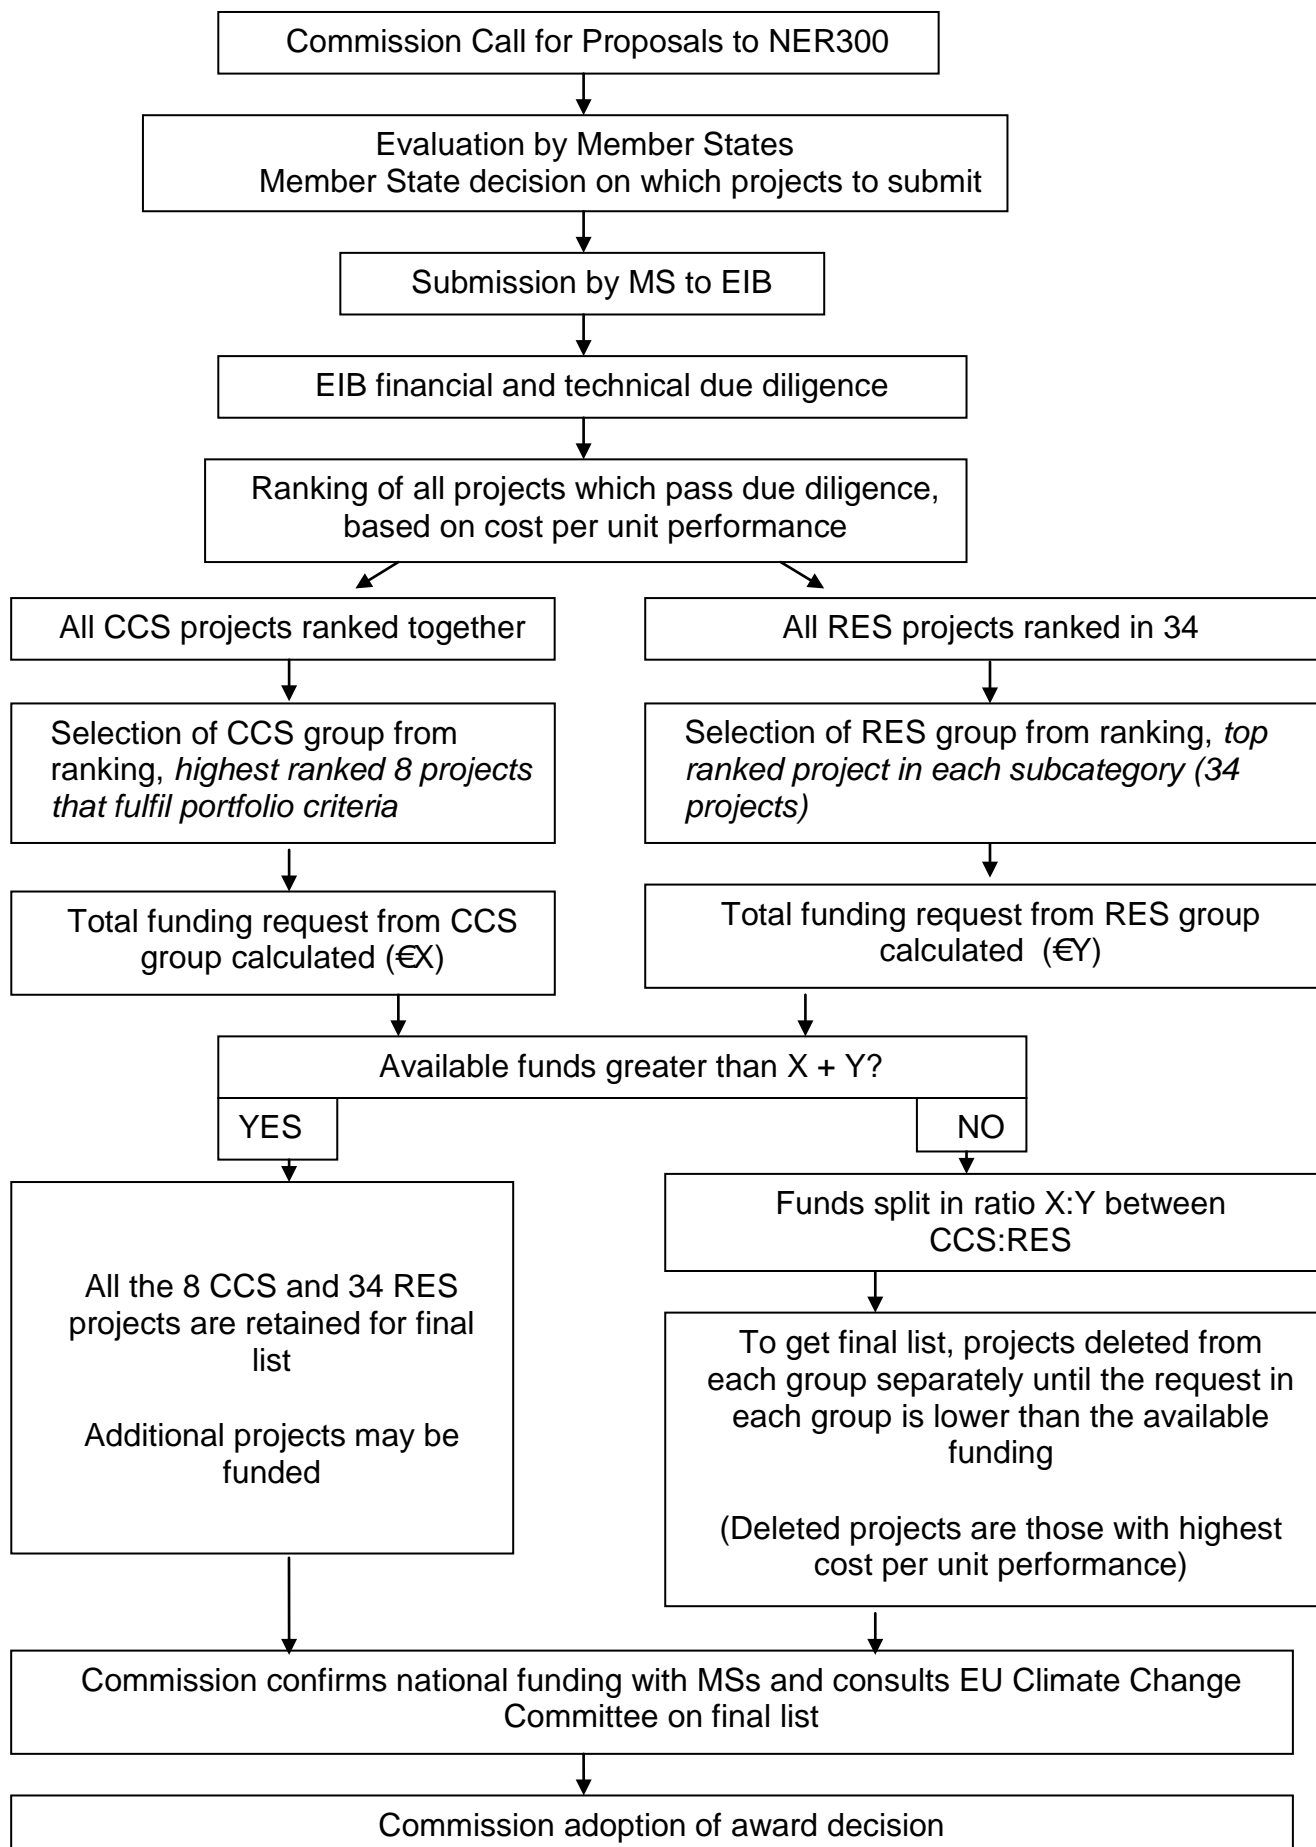 Commission Call for Proposals to NER300
Evaluation by Member States
Member State decision on which projects to submit
Submission by MS to EIB
EIB financial and technical due diligence
Ranking of all projects which pass due diligence,
based on cost per unit performance
All CCS projects ranked together
All RES projects ranked in 34
Selection of CCS group from
ranking, highest ranked 8 projects
that fulfil portfolio criteria
Selection of RES group from ranking, top
ranked project in each subcategory (34
projects)
Total funding request from CCS
group calculated (€X)
Total funding request from RES group
calculated (€Y)
Available funds greater than X + Y?
YES
NO
All the 8 CCS and 34 RES
projects are retained for final
list
Additional projects may be
funded
Funds split in ratio X:Y between
CCS:RES
To get final list, projects deleted from
each group separately until the request in
each group is lower than the available
funding
(Deleted projects are those with highest
cost per unit performance)
Commission confirms national funding with MSs and consults EU Climate Change
Committee on final list
Commission adoption of award decision